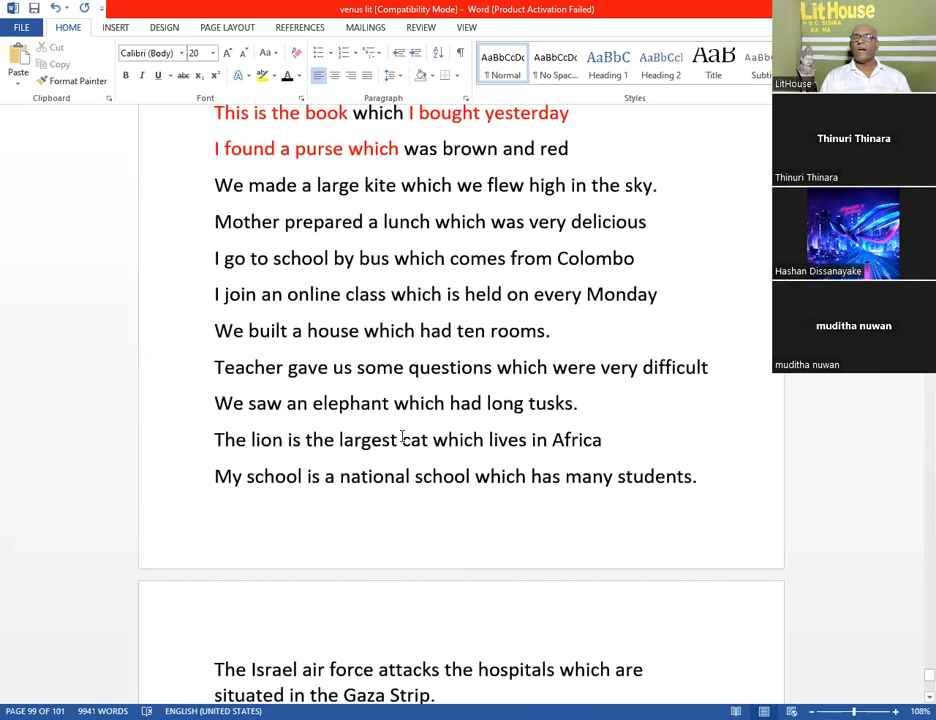 venus lit [Compatibility Mode] - Word (Product Activation Failed)
FILE HOME INSERT DESIGN PAGE LAYOUT REFERENCES MAILINGS REVIEW VIEW
Paste
Cut
Copy
Format Painter
Clipboard
Calibri (Body) 20
Font
Paragraph
AaBbCcDc AaBbCcDc AaBbC AaBbCcl AaB AaBbCcD
¶ Normal ¶ No Spac... Heading 1 Heading 2 Title Subti
Styles
LitHouse
LitHouse
Thinuri Thinara
Thinuri Thinara
Hashan Dissanayake
muditha nuwan
muditha nuwan
This is the book which I bought yesterday
I found a purse which was brown and red
We made a large kite which we flew high in the sky.
Mother prepared a lunch which was very delicious
I go to school by bus which comes from Colombo
I join an online class which is held on every Monday
We built a house which had ten rooms.
Teacher gave us some questions which were very difficult
We saw an elephant which had long tusks.
The lion is the largest cat which lives in Africa
My school is a national school which has many students.
The Israel air force attacks the hospitals which are
situated in the Gaza Strip.
PAGE 99 OF 101 9941 WORDS ENGLISH (UNITED STATES) 108%